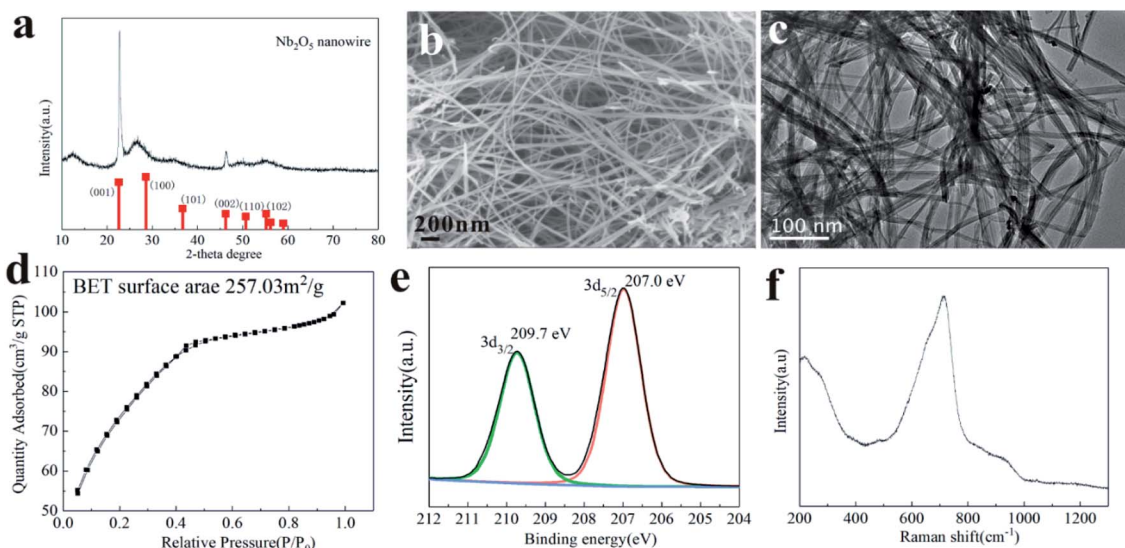 a
Nb₂O₅ nanowire
Intensity(a.u.)
(001)
(100)
(101)
(002)
(110)
(102)
10 20 30 40 50 60 70 80
2-theta degree
b
200nm
c
100 nm
d
BET surface arae 257.03m²/g
Quantity Adsorbed(cm³/g STP)
110
100
90
80
70
60
50
0.0 0.2 0.4 0.6 0.8 1.0
Relative Pressure(P/P₀)
e
3d₅/₂ 207.0 eV
3d₃/₂ 209.7 eV
Intensity(a.u.)
212 211 210 209 208 207 206 205 204
Binding energy(eV)
f
Intensity(a.u)
200 400 600 800 1000 1200
Raman shift(cm⁻¹)